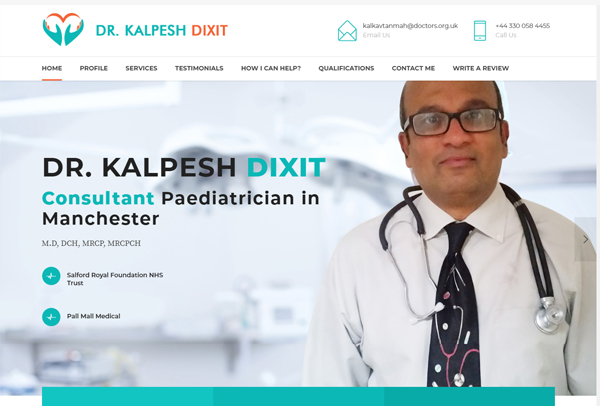 DR. KALPESH DIXIT
kalkavtanmah@doctors.org.uk
Email Us
+44 330 058 4455
Call Us
HOME PROFILE SERVICES TESTIMONIALS HOW I CAN HELP? QUALIFICATIONS CONTACT ME WRITE A REVIEW
DR. KALPESH DIXIT
Consultant Paediatrician in
Manchester
M.D, DCH, MRCP, MRCPCH
Salford Royal Foundation NHS
Trust
Pall Mall Medical